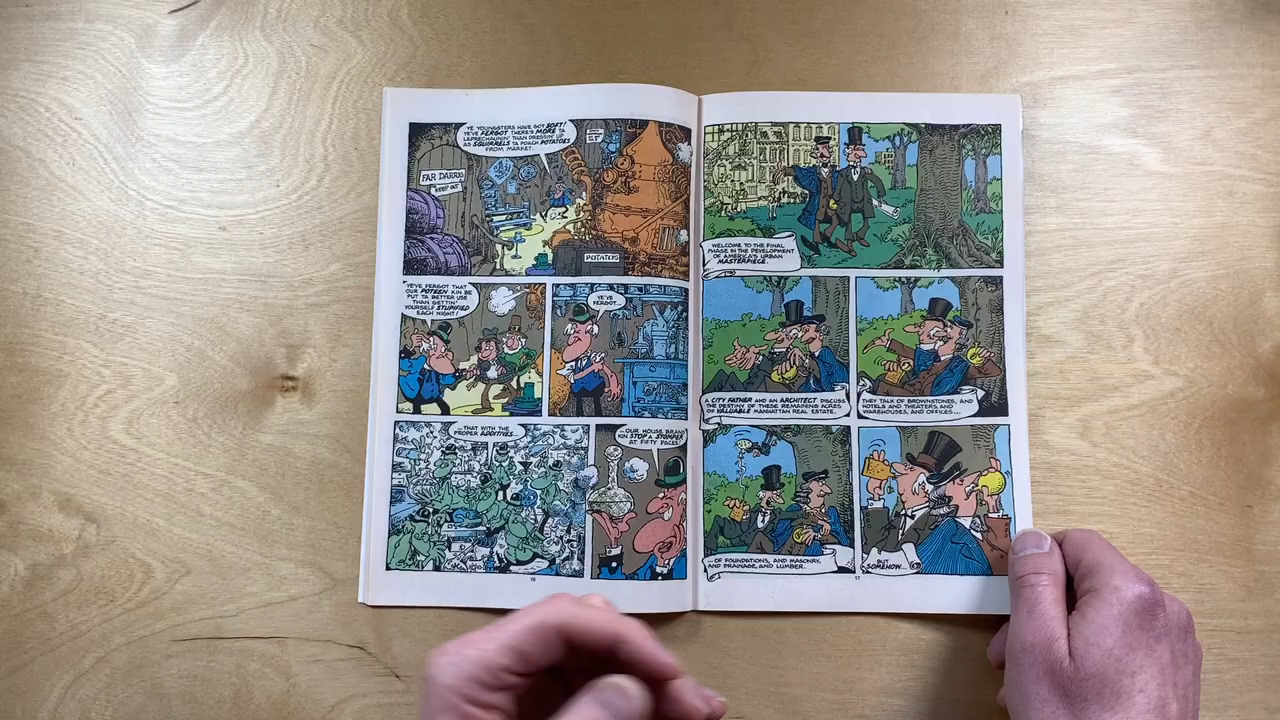 YE YOUNGSTERS HAVE GOT SOFT!
YE'VE FERGOT THERE'S MORE TA
LEPRECHAUNIN' THAN DRESSIN' UP
AS SQUIRRELS TA POACH POTATOES
FROM MARKET.
FAR DARRIG
KEEP OUT
POTATOS
YE'VE FERGOT THAT
OUR POTEEN KIN BE
PUT TA BETTER USE
THAN GETTIN'
YOURSELF STUPIFIED
EACH NIGHT!
YE'VE
FERGOT...
...THAT WITH THE
PROPER ADDITIVES...
...OUR HOUSE BRAND
KIN STOP A STOMPER
AT FIFTY PACES!
16
WELCOME TO THE FINAL
PHASE IN THE DEVELOPMENT
OF AMERICA'S URBAN
MASTERPIECE.
A CITY FATHER AND AN ARCHITECT DISCUSS
THE DESTINY OF THESE REMAINING ACRES
OF VALUABLE MANHATTAN REAL ESTATE.
THEY TALK OF BROWNSTONES, AND
HOTELS AND THEATERS, AND
WAREHOUSES, AND OFFICES...
...OF FOUNDATIONS, AND MASONRY,
AND DRAINAGE, AND LUMBER.
BUT
SOMEHOW...
17